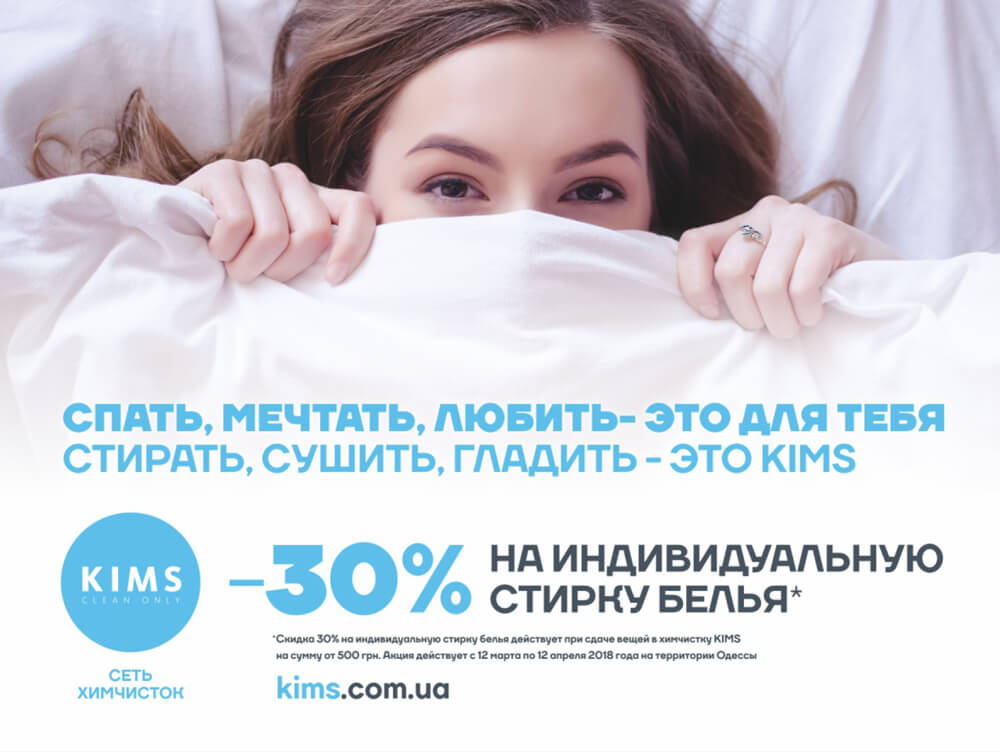 СПАТЬ, МЕЧТАТЬ, ЛЮБИТЬ- ЭТО ДЛЯ ТЕБЯ
СТИРАТЬ, СУШИТЬ, ГЛАДИТЬ - ЭТО KIMS
KIMS
CLEAN ONLY
СЕТЬ
ХИМЧИСТОК
-30%
НА ИНДИВИДУАЛЬНУЮ
СТИРКУ БЕЛЬЯ*
*Скидка 30% на индивидуальную стирку белья действует при сдаче вещей в химчистку KIMS
на сумму от 500 грн. Акция действует с 12 марта по 12 апреля 2018 года на территории Одессы
kims.com.ua